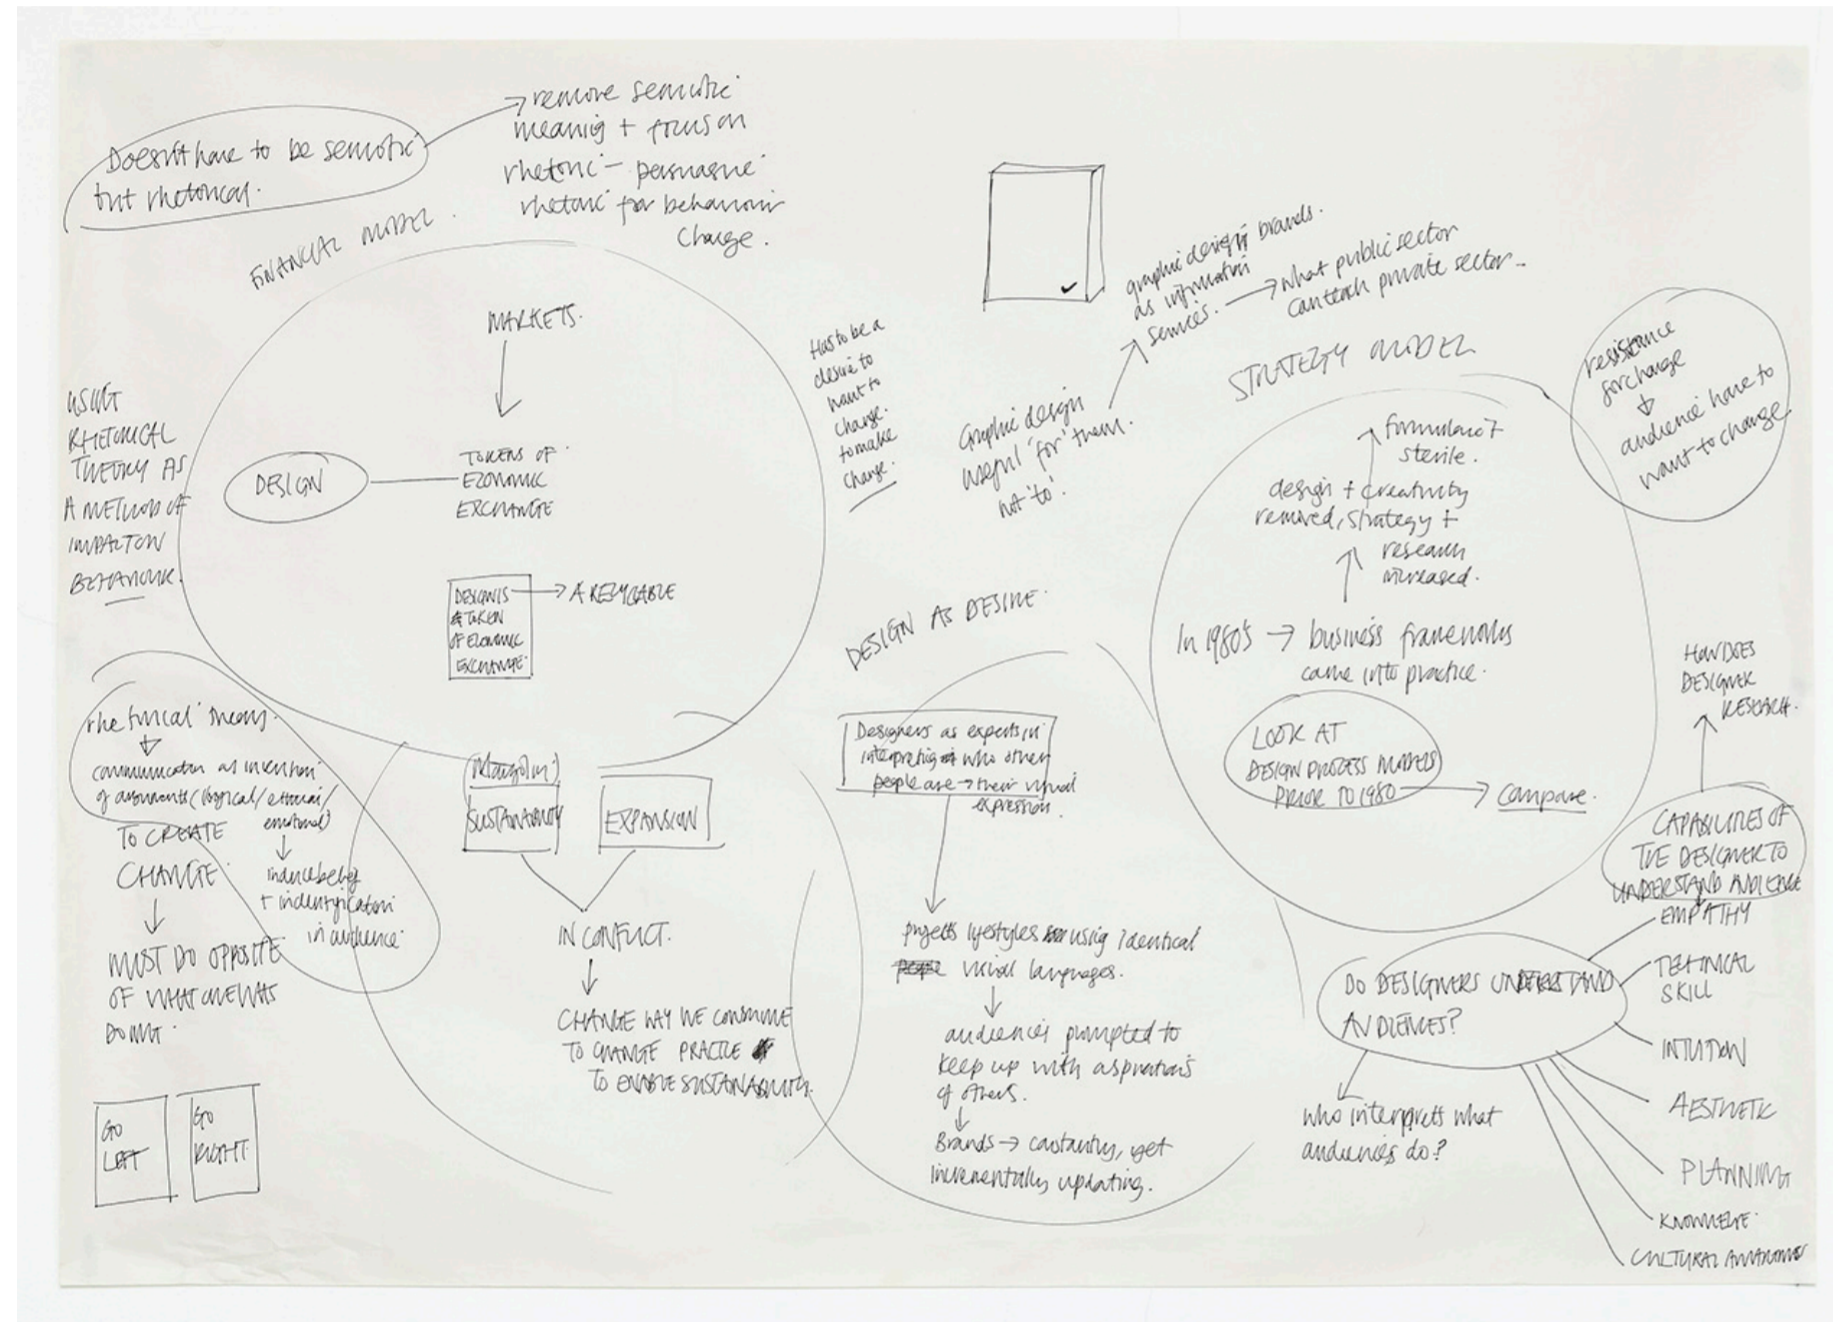 Doesn't have to be semiotic
but rhetorical.
remove semiotic
meaning + focus on
rhetoric - persuasive
rhetoric for behaviour
change.
FINANCIAL MODEL.
MARKETS.
DESIGN
TOKENS OF
ECONOMIC
EXCHANGE
DESIGN IS
TOKEN
OF ECONOMIC
EXCHANGE.
A RECYCLABLE
USING
RHETORICAL
THEORY AS
A METHOD OF
IMPACT ON
BEHAVIOUR.
Has to be a
desire to
want to
change.
to make
change.
Graphic design
useful 'for' them.
not 'to'.
graphic design brands.
as information
services.
what public sector
can teach private sector -
STRATEGY MODEL
resistance
for change
audience have to
want to change.
formulaic +
sterile.
design + creativity
removed, strategy +
research
increased.
In 1980's → business frameworks
came into practice.
LOOK AT
DESIGN PROCESS MODELS
PRIOR TO 1980
compare.
HOW DOES
DESIGNER
RESEARCH.
CAPABILITIES OF
THE DESIGNER TO
UNDERSTAND AUDIENCE
DESIGN AS DESIRE.
Designers as experts in
interpreting who other
people are → their visual
expression.
projects lifestyles using identical
visual languages.
audiences prompted to
keep up with aspirations
of others.
Brands → constantly, yet
incrementally updating.
rhetorical theory.
communication as invention
of arguments (logical/ethical/
emotional)
TO CREATE
CHANGE
induce belief
+ indentification
in audience
MUST DO OPPOSITE
OF WHAT ONE WAS
DOING.
GO
LEFT
GO
RIGHT.
(Margolin)
SUSTAINABILITY
EXPANSION
IN CONFLICT.
CHANGE WAY WE CONSUME
TO CHANGE PRACTICE
TO ENABLE SUSTAINABILITY.
DO DESIGNERS UNDERSTAND
AUDIENCES?
who interprets what
audiences do?
EMPATHY
TECHNICAL
SKILL
INTUITION
AESTHETIC
PLANNING
KNOWLEDGE.
CULTURAL AWARENESS